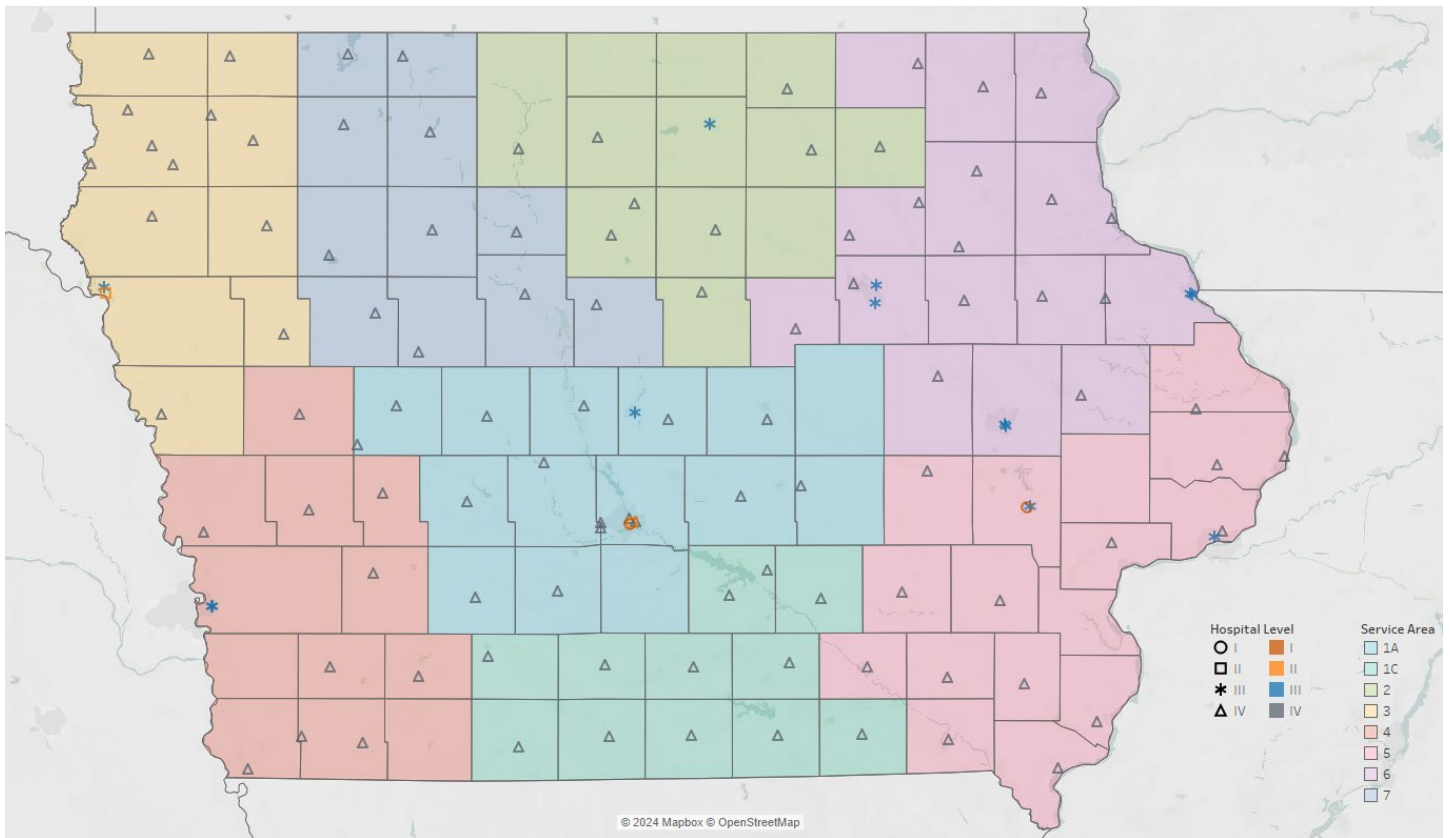 Hospital Level
I I
II II
III III
IV IV
Service Area
1A
1C
2
3
4
5
6
7
© 2024 Mapbox © OpenStreetMap